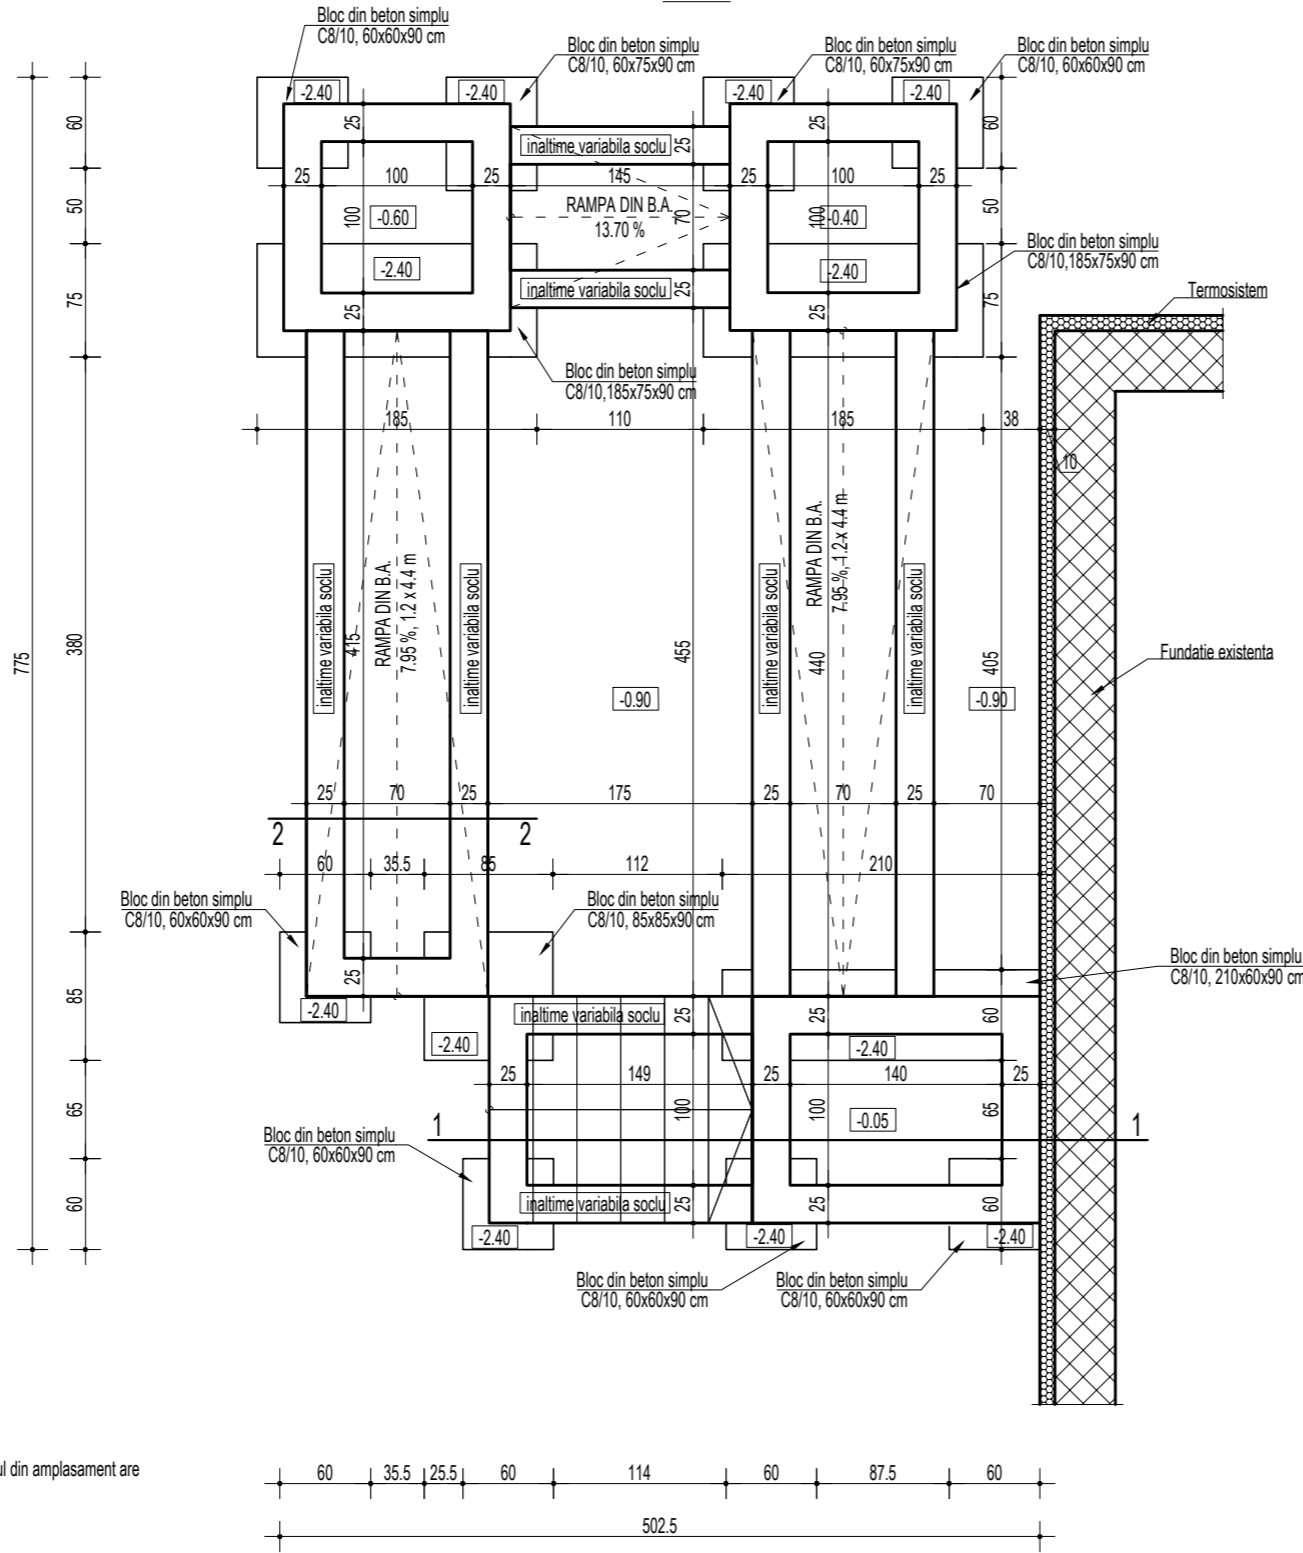 Bloc din beton simplu
C8/10, 60x60x90 cm
Bloc din beton simplu
C8/10, 60x75x90 cm
Bloc din beton simplu
C8/10, 60x75x90 cm
Bloc din beton simplu
C8/10, 60x60x90 cm
-2.40
-2.40
-2.40
-2.40
60
25
25
25
60
inaltime variabila soclu
25
100
25
145
25
100
25
50
100
-0.60
RAMPA DIN B.A.
13.70 %
70
100
-0.40
50
-2.40
-2.40
Bloc din beton simplu
C8/10,185x75x90 cm
75
25
inaltime variabila soclu
25
25
75
Termosistem
Bloc din beton simplu
C8/10,185x75x90 cm
185
110
185
38
10
775
380
inaltime variabila soclu
415
RAMPA DIN B.A.
7.95 %, 1.2 x 4.4 m
inaltime variabila soclu
455
-0.90
inaltime variabila soclu
RAMPA DIN B.A.
7.95 %, 1.2 x 4.4 m
440
inaltime variabila soclu
405
-0.90
Fundatie existenta
25
70
25
175
25
70
25
70
2
2
60
35.5
85
112
210
Bloc din beton simplu
C8/10, 60x60x90 cm
Bloc din beton simplu
C8/10, 85x85x90 cm
Bloc din beton simplu
C8/10, 210x60x90 cm
85
25
-2.40
inaltime variabila soclu
25
25
60
-2.40
-2.40
25
149
25
140
25
65
100
100
-0.05
65
1
1
Bloc din beton simplu
C8/10, 60x60x90 cm
60
inaltime variabila soclu
25
25
60
-2.40
-2.40
-2.40
Bloc din beton simplu
C8/10, 60x60x90 cm
Bloc din beton simplu
C8/10, 60x60x90 cm
ul din amplasament are
60
35.5
25.5
60
114
60
87.5
60
502.5